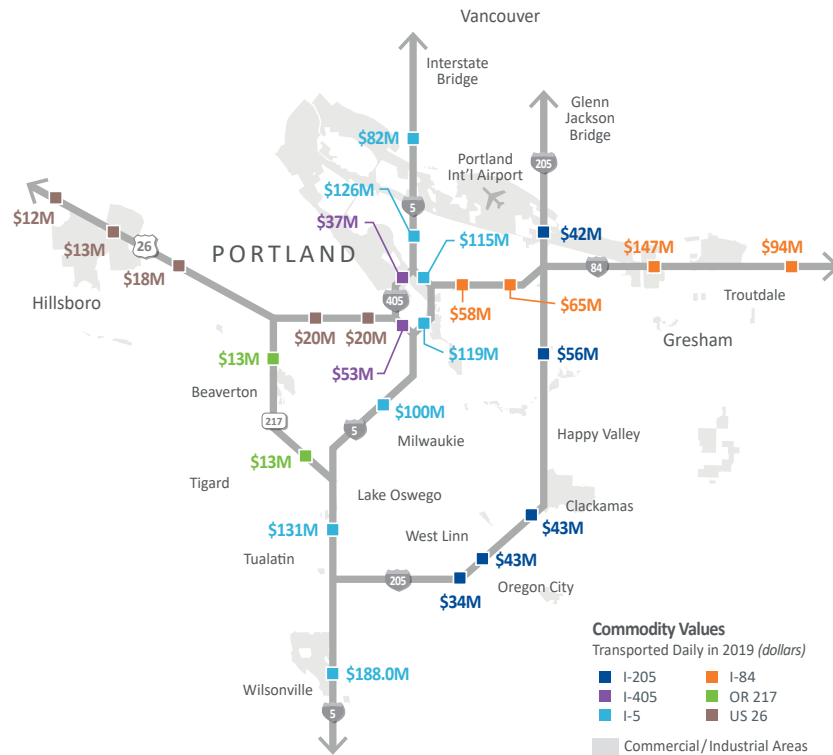 Vancouver
Interstate
Bridge
Glenn
Jackson
Bridge
$82M
205
Portland
Int'l Airport
$126M
5
$12M
$37M
$13M
26
PORTLAND
$115M
$42M
$147M
$94M
$18M
84
Hillsboro
405
Troutdale
$58M
$65M
$20M
$20M
Gresham
$13M
$53M
$119M
$56M
Beaverton
$100M
217
5
Milwaukie
Happy Valley
$13M
Tigard
Lake Oswego
Clackamas
$131M
West Linn
$43M
Tualatin
$43M
205
Oregon City
$34M
Commodity Values
Transported Daily in 2019 (dollars)
$188.0M
I-205
I-84
Wilsonville
I-405
OR 217
5
I-5
US 26
Commercial/Industrial Areas